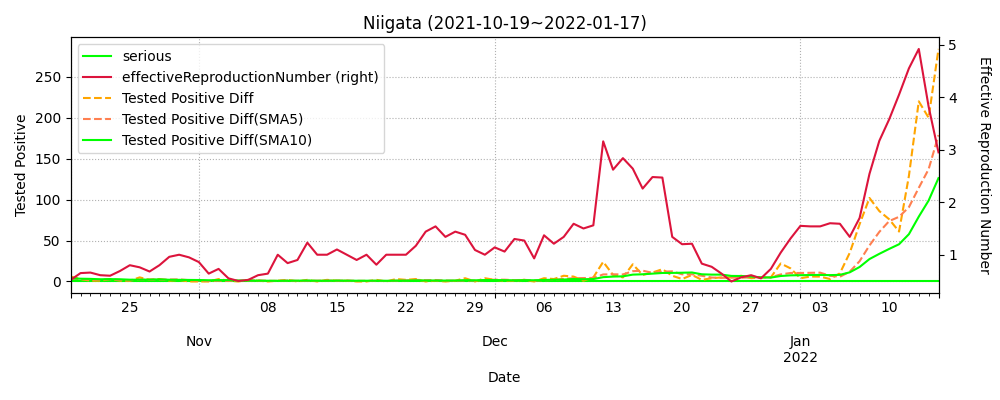 Niigata (2021-10-19~2022-01-17)
serious
effectiveReproductionNumber (right)
Tested Positive Diff
Tested Positive Diff(SMA5)
Tested Positive Diff(SMA10)
Tested Positive
250
200
150
100
50
0
5
4
3
2
1
Effective Reproduction Number
25 08 15 22 29 06 13 20 27 03 10
Nov Dec Jan
2022
Date